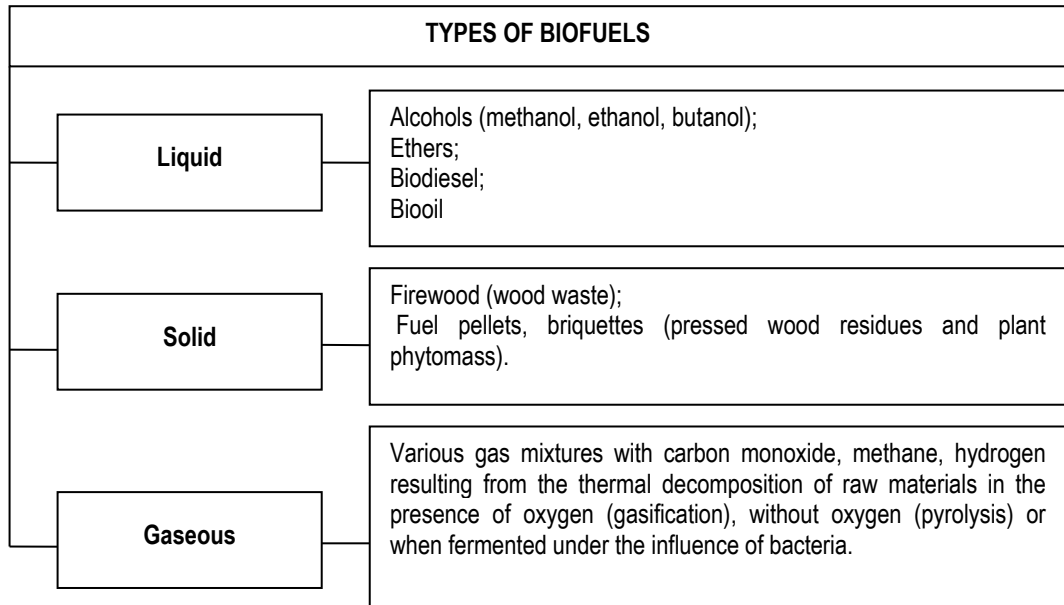 TYPES OF BIOFUELS
Liquid
Alcohols (methanol, ethanol, butanol);
Ethers;
Biodiesel;
Biooil
Solid
Firewood (wood waste);
Fuel pellets, briquettes (pressed wood residues and plant
phytomass).
Gaseous
Various gas mixtures with carbon monoxide, methane, hydrogen
resulting from the thermal decomposition of raw materials in the
presence of oxygen (gasification), without oxygen (pyrolysis) or
when fermented under the influence of bacteria.